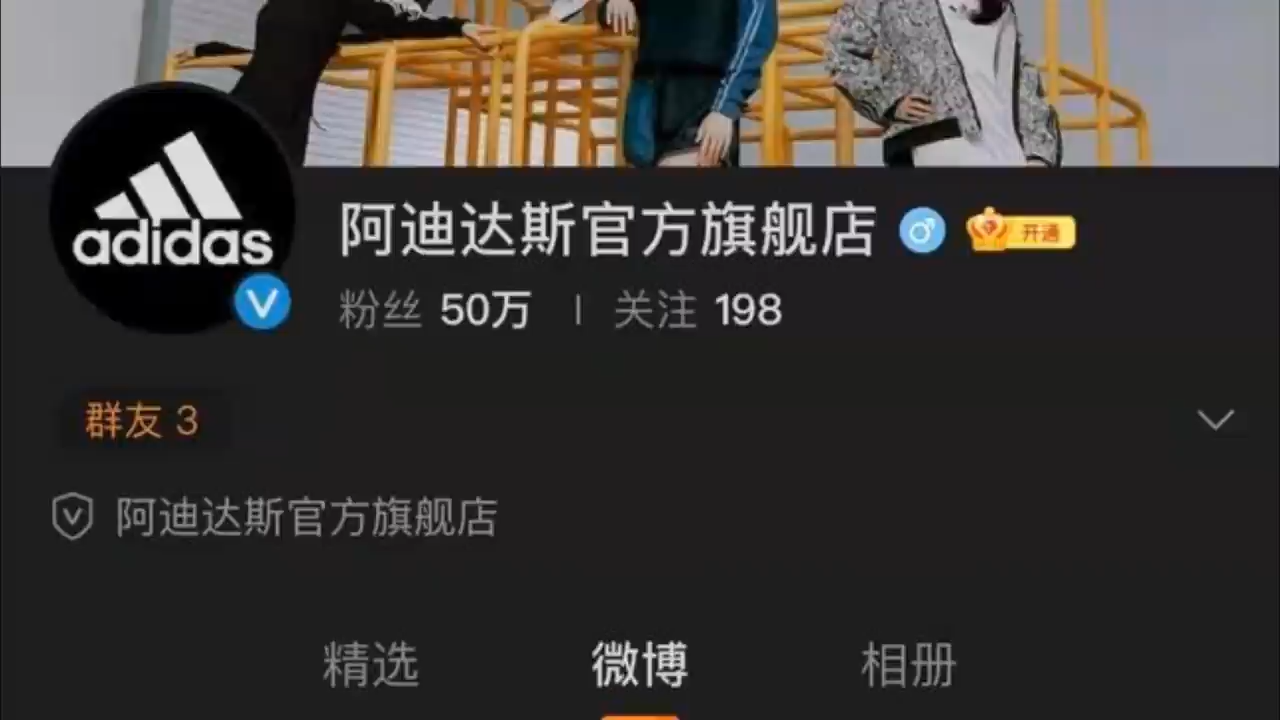 adidas
阿迪达斯官方旗舰店 开通
粉丝 50万 | 关注 198
群友 3
阿迪达斯官方旗舰店
精选 微博 相册